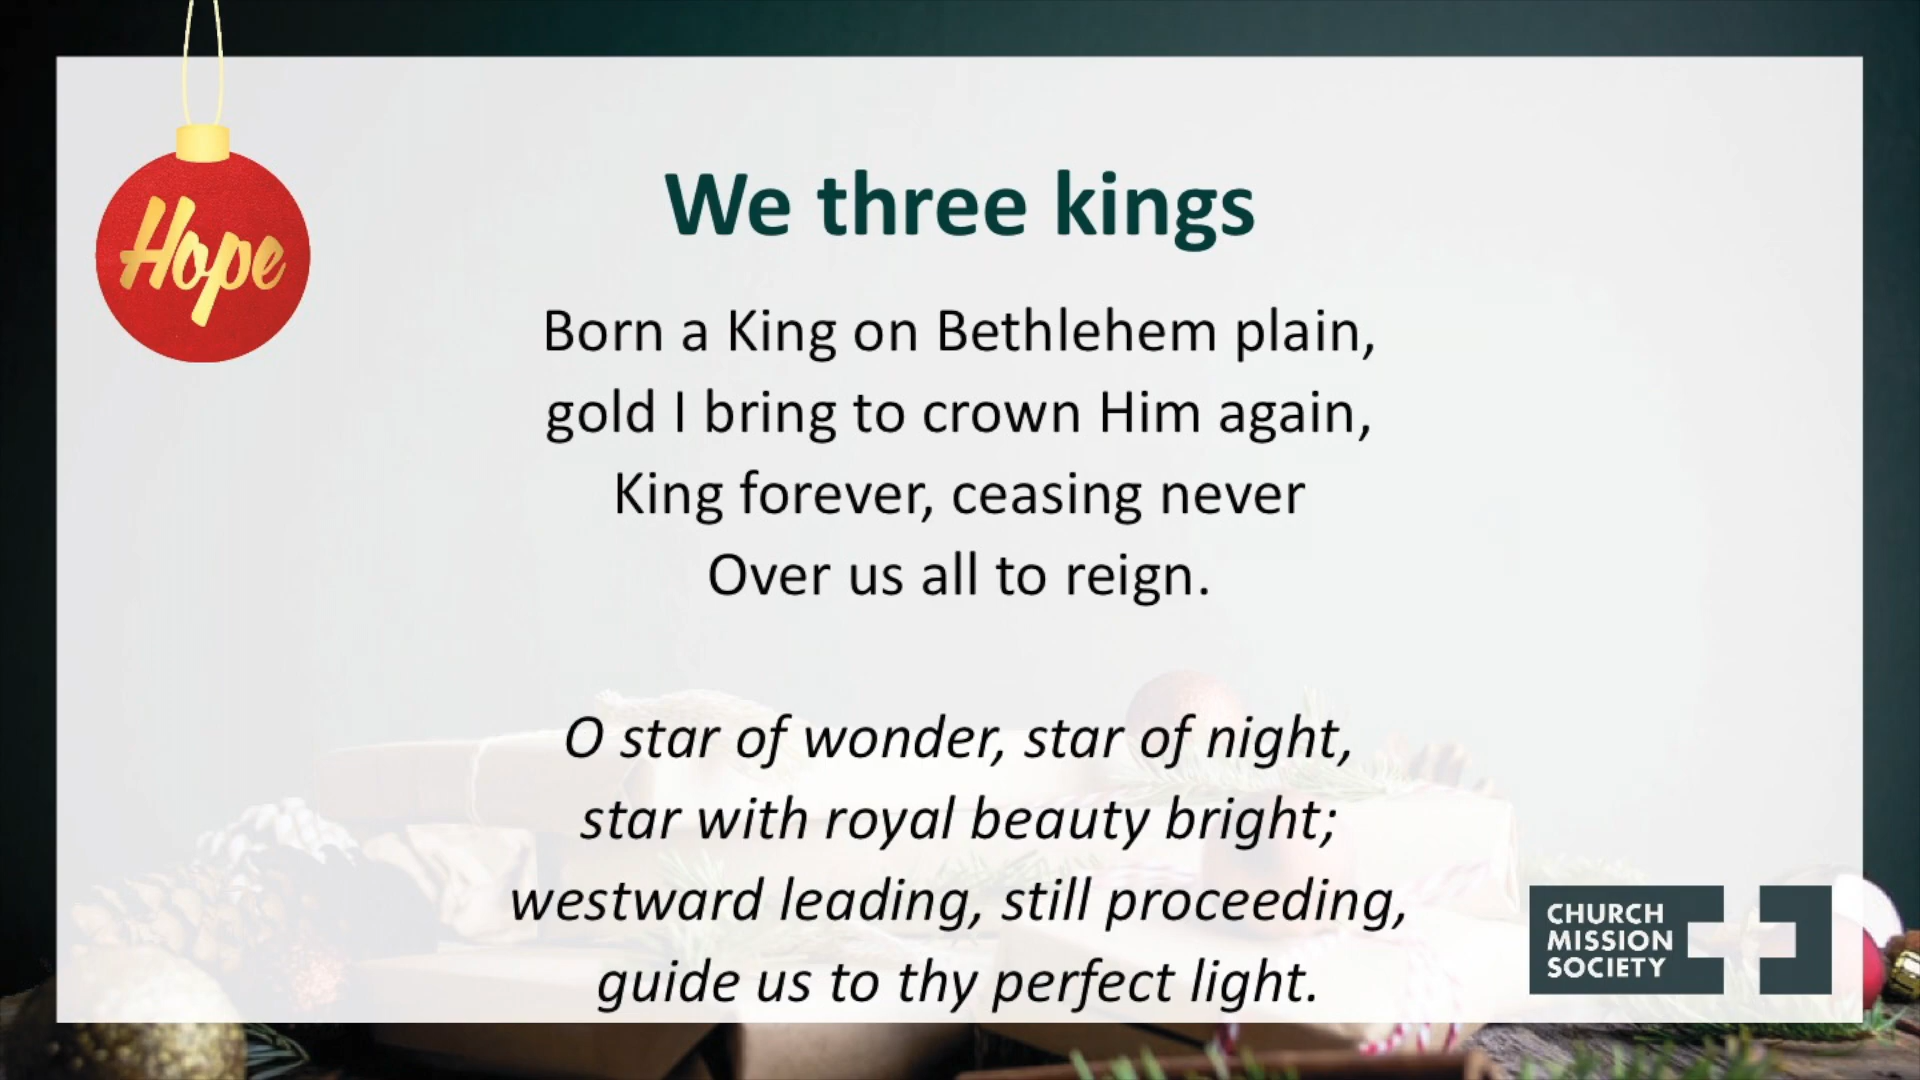 Hope
We three kings
Born a King on Bethlehem plain,
gold I bring to crown Him again,
King forever, ceasing never
Over us all to reign.
O star of wonder, star of night,
star with royal beauty bright;
westward leading, still proceeding,
guide us to thy perfect light.
CHURCH
MISSION
SOCIETY